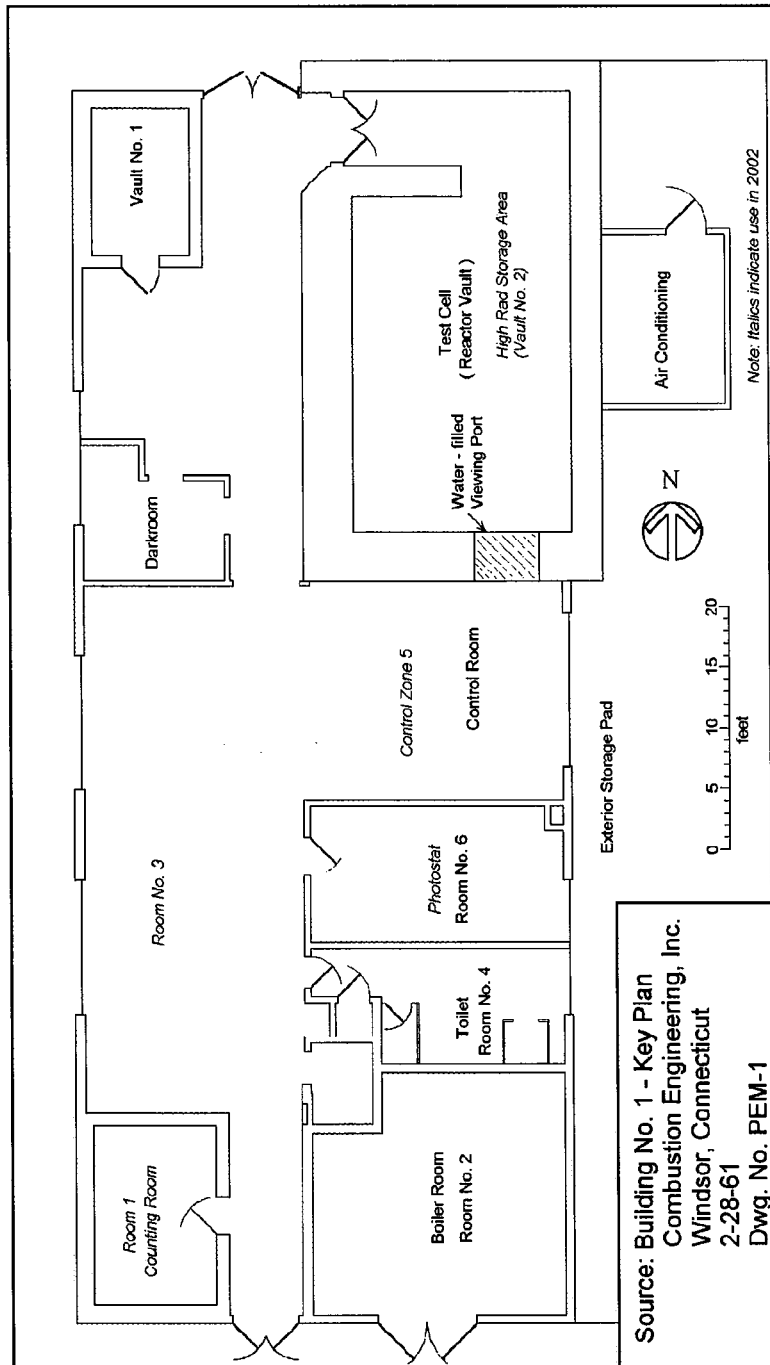 Room 1
Counting Room
Room No. 3
Darkroom
Vault No. 1
Boiler Room
Room No. 2
Toilet
Room No. 4
Photostat
Room No. 6
Control Zone 5
Control Room
Water - filled
Viewing Port
Test Cell
( Reactor Vault )
High Rad Storage Area
(Vault No. 2)
Exterior Storage Pad
Air Conditioning
N
0 5 10 15 20
feet
Note: Italics indicate use in 2002
Source: Building No. 1 - Key Plan
Combustion Engineering, Inc.
Windsor, Connecticut
2-28-61
Dwg. No. PEM-1